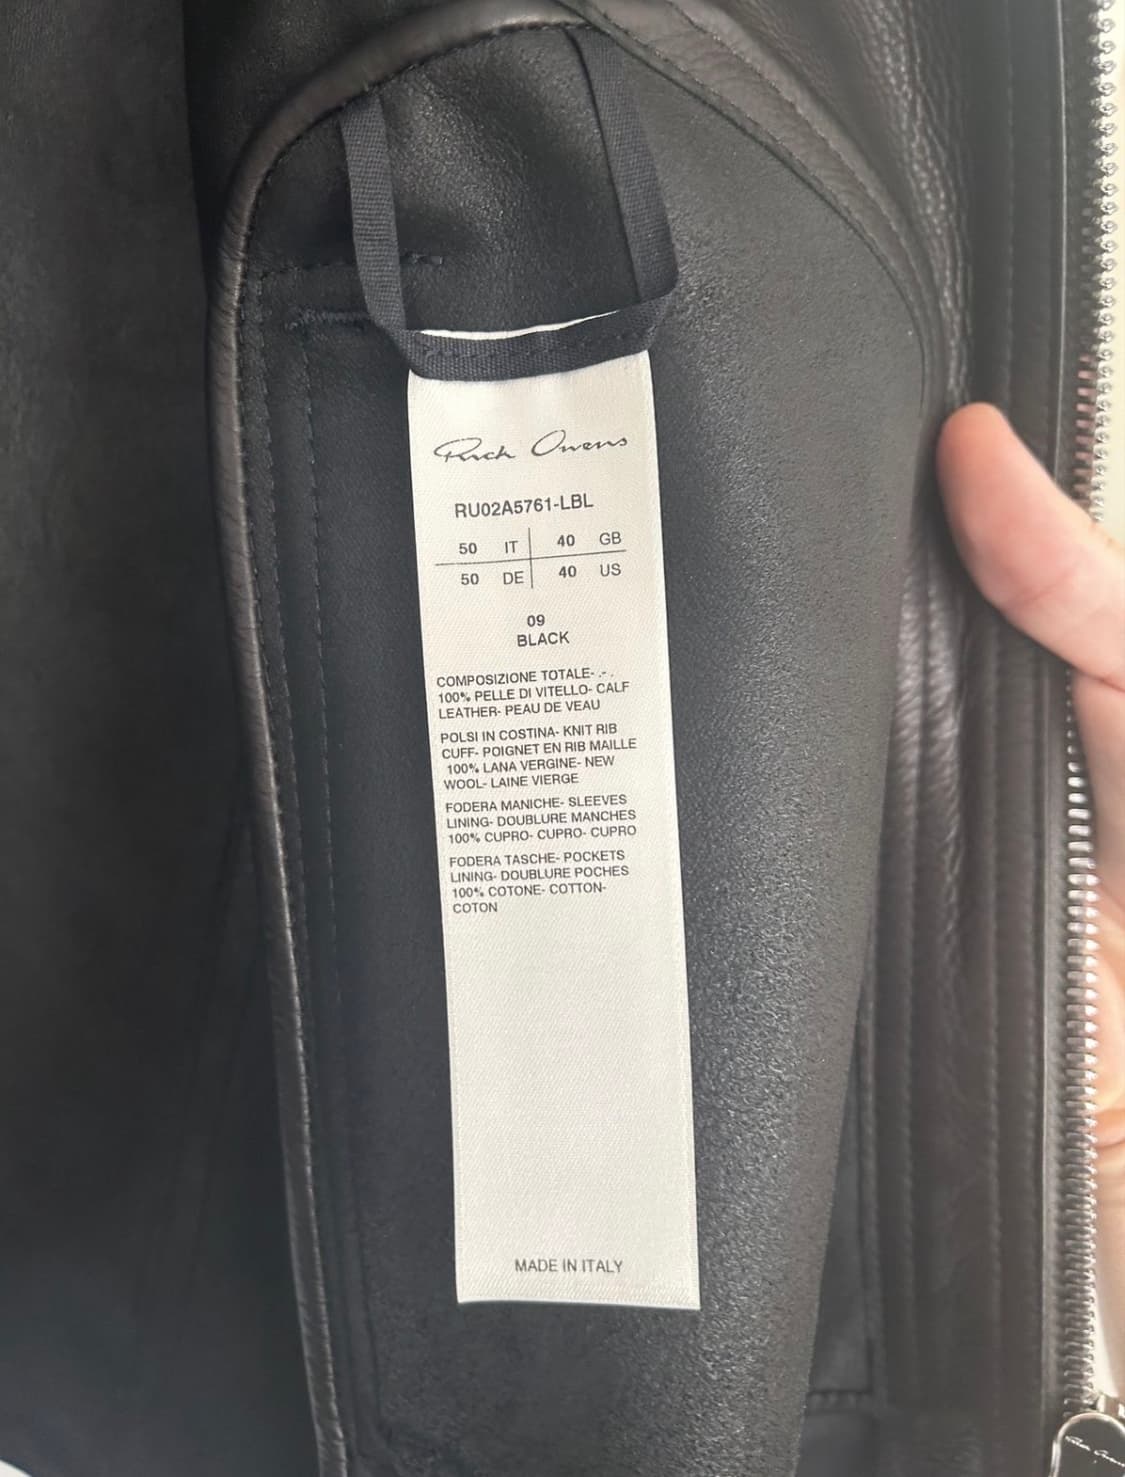 Rick Owens
RU02A5761-LBL
50 IT 40 GB
50 DE 40 US
09
BLACK
COMPOSIZIONE TOTALE- .- .
100% PELLE DI VITELLO- CALF
LEATHER- PEAU DE VEAU
POLSI IN COSTINA- KNIT RIB
CUFF- POIGNET EN RIB MAILLE
100% LANA VERGINE- NEW
WOOL- LAINE VIERGE
FODERA MANICHE- SLEEVES
LINING- DOUBLURE MANCHES
100% CUPRO- CUPRO- CUPRO
FODERA TASCHE- POCKETS
LINING- DOUBLURE POCHES
100% COTONE- COTTON-
COTON
MADE IN ITALY
Rick Owens